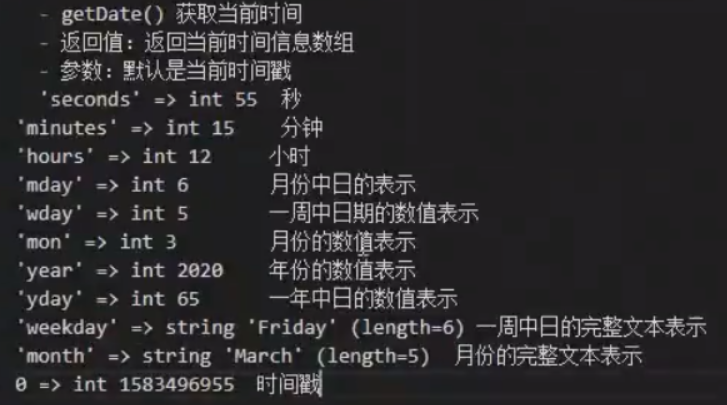 - getDate() 获取当前时间
- 返回值：返回当前时间信息数组
- 参数：默认是当前时间戳
'seconds' => int 55 秒
'minutes' => int 15 分钟
'hours' => int 12 小时
'mday' => int 6 月份中日的表示
'wday' => int 5 一周中日期的数值表示
'mon' => int 3 月份的数值表示
'year' => int 2020 年份的数值表示
'yday' => int 65 一年中日的数值表示
'weekday' => string 'Friday' (length=6) 一周中日的完整文本表示
'month' => string 'March' (length=5) 月份的完整文本表示
0 => int 1583496955 时间戳